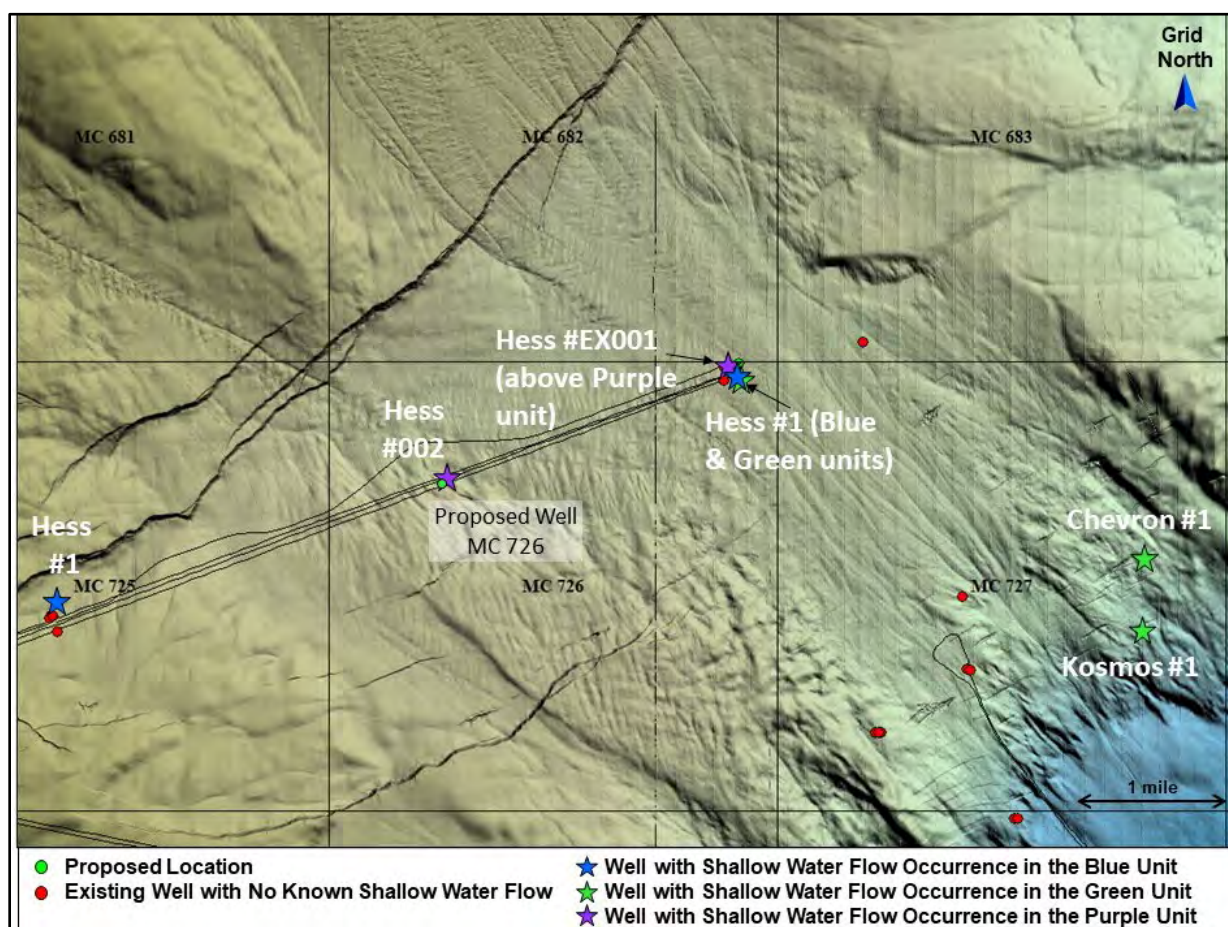 Grid
North
MC 681
MC 682
MC 683
Hess #EX001
(above Purple
unit)
Hess
#002
Hess #1 (Blue
& Green units)
Proposed Well
MC 726
Hess
#1
Chevron #1
MC 725
MC 726
MC 727
Kosmos #1
1 mile
Proposed Location
Existing Well with No Known Shallow Water Flow
Well with Shallow Water Flow Occurrence in the Blue Unit
Well with Shallow Water Flow Occurrence in the Green Unit
Well with Shallow Water Flow Occurrence in the Purple Unit